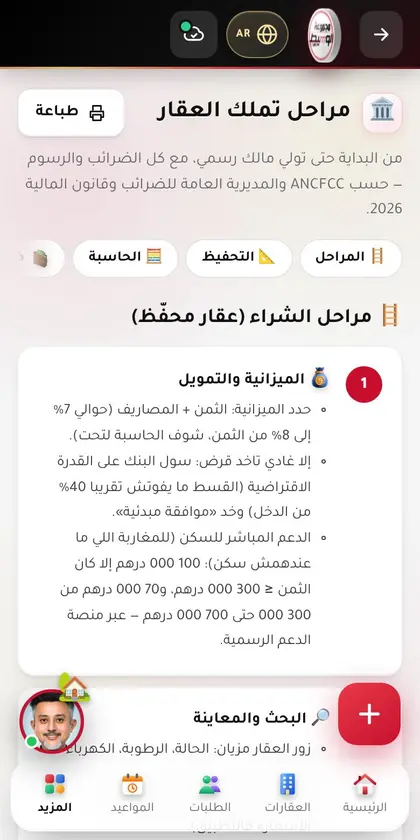 AR
مراحل تملك العقار
طباعة
من البداية حتى تولي مالك رسمي، مع كل الضرائب والرسوم
— حسب ANCFCC والمديرية العامة للضرائب وقانون المالية
2026.
المراحل
التحفيظ
الحاسبة
مراحل الشراء (عقار محفّظ)
1
الميزانية والتمويل
حدد الميزانية: الثمن + المصاريف (حوالي 7%
إلى 8% من الثمن، شوف الحاسبة لتحت).
إلا غادي تاخد قرض: سول البنك على القدرة
الاقتراضية (القسط ما يفوتش تقريبا 40%
من الدخل) وخد «موافقة مبدئية».
الدعم المباشر للسكن (للمغاربة اللي ما
عندهمش سكن): 100 000 درهم إلا كان
الثمن ≤ 300 000 درهم، و70 000 درهم من
300 000 حتى 700 000 درهم — عبر منصة
الدعم الرسمية.
البحث والمعاينة
زور العقار مزيان: الحالة، الرطوبة، الكهرباء
الرئيسية
العقارات
الطلبات
المواعيد
المزيد